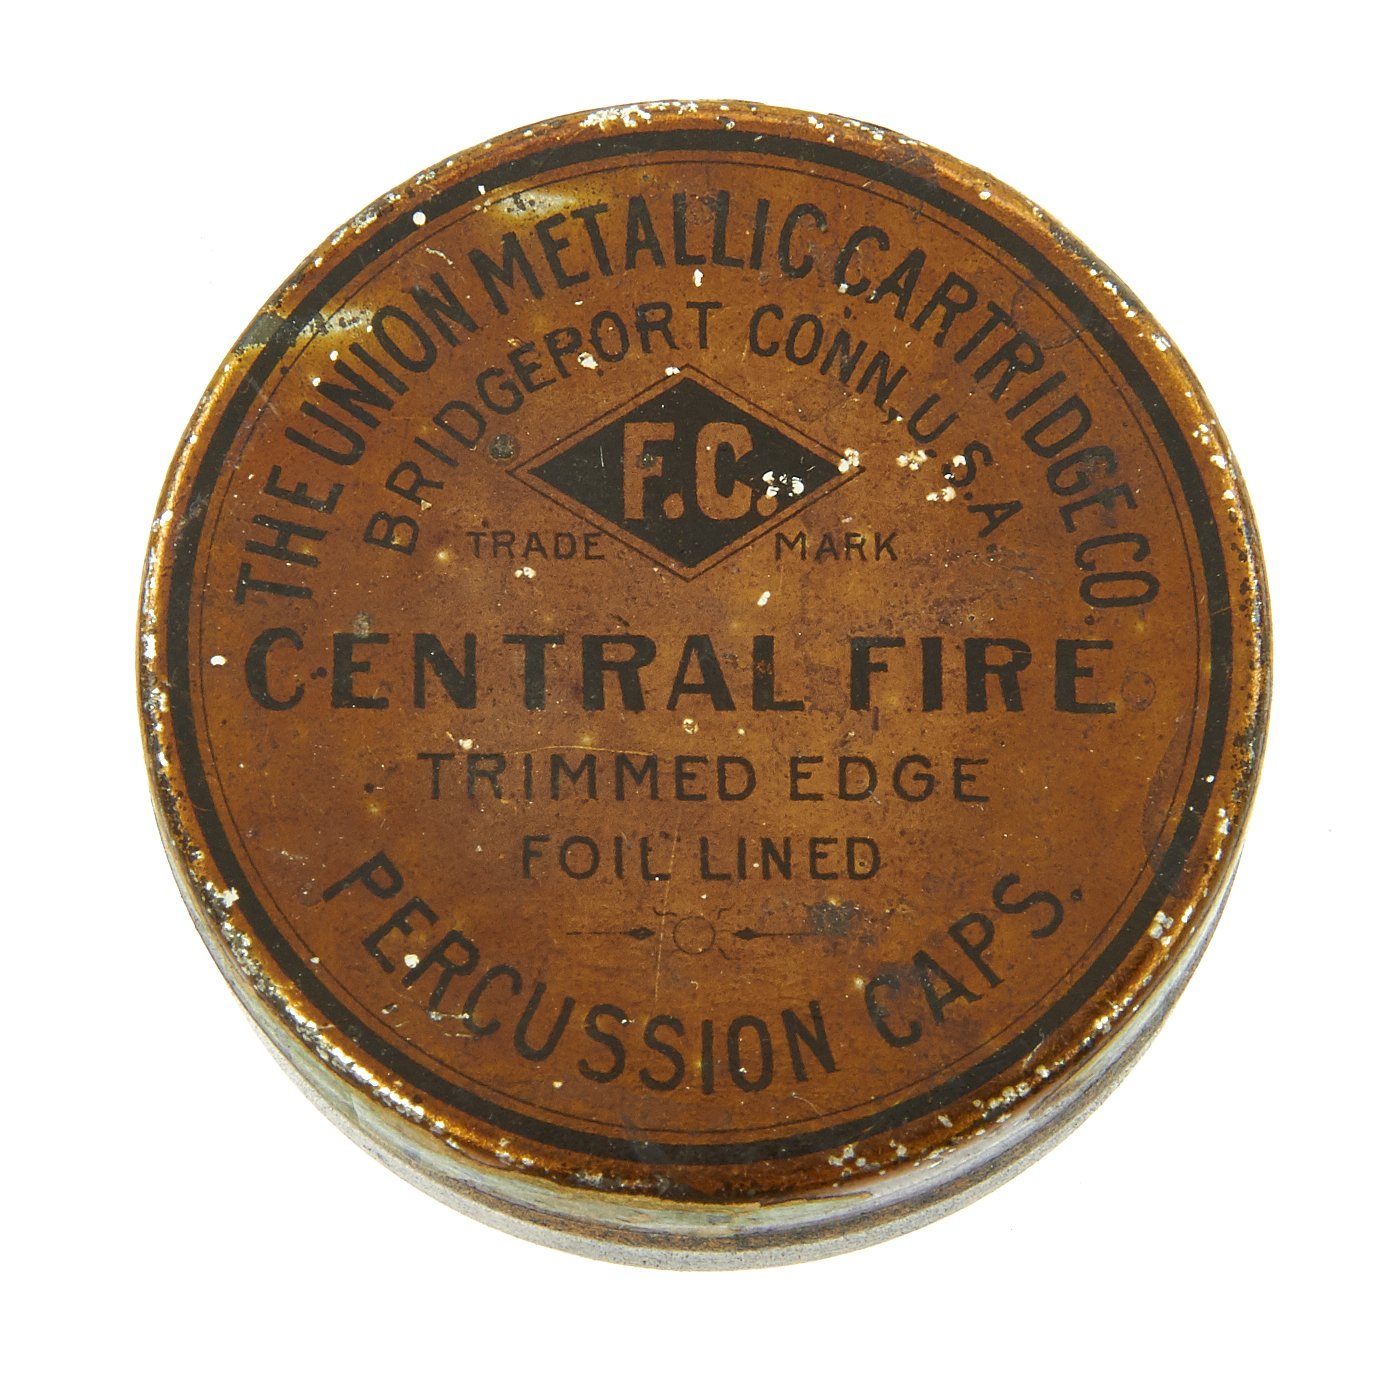 THE UNION METALLIC CARTRIDGE CO.
BRIDGEPORT CONN, U.S.A
F.C.
TRADE MARK
CENTRAL FIRE
TRIMMED EDGE
FOIL LINED
PERCUSSION CAPS.